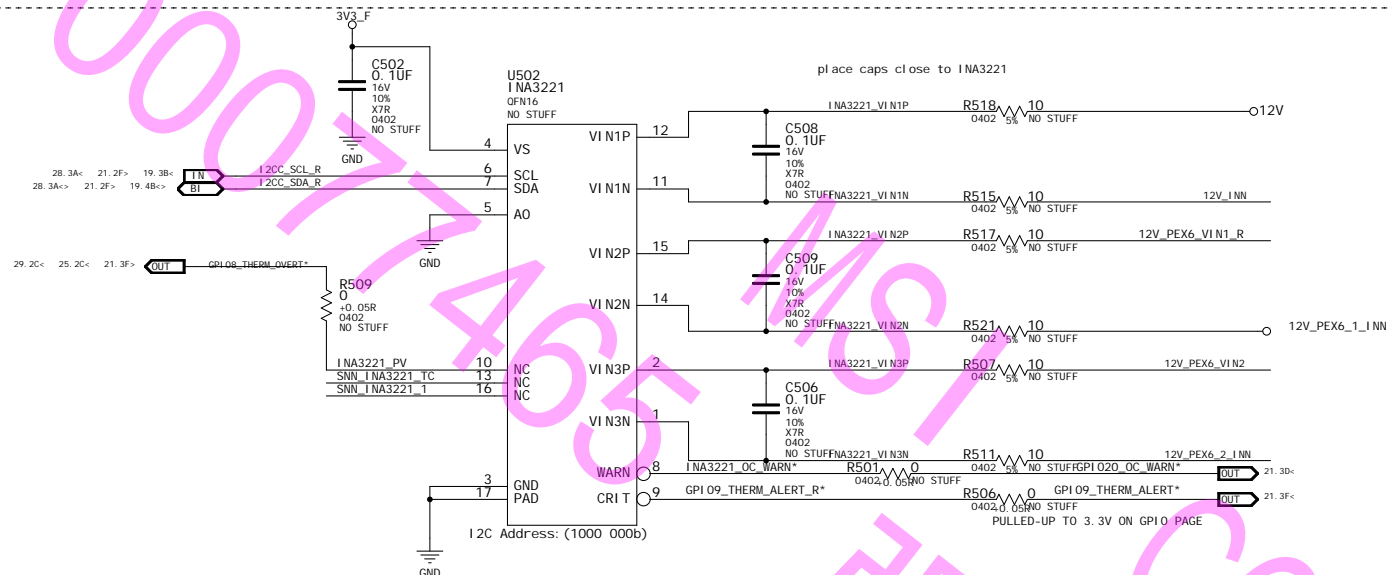 3V3_F
C502
0.1UF
16V
10%
X7R
0402
NO STUFF
GND
U502
INA3221
QFN16
NO STUFF
place caps close to INA3221
4 VS
6 SCL
7 SDA
5 A0
GND
28.3A< 21.2F> 19.3B< IN I2CC_SCL_R
28.3A<> 21.2F> 19.4B<> BI I2CC_SDA_R
29.2C< 25.2C< 21.3F> OUT GPIO8_THERM_OVERT*
R509
0
+0.05R
0402
NO STUFF
INA3221_PV 10 NC
SNN_INA3221_TC 13 NC
SNN_INA3221_1 16 NC
3 GND
17 PAD
GND
I2C Address: (1000 000b)
VIN1P 12 INA3221_VIN1P R518 10 12V
0402 5% NO STUFF
C508
0.1UF
16V
10%
X7R
0402
NO STUFF
VIN1N 11 INA3221_VIN1N R515 10 12V_INN
0402 5% NO STUFF
VIN2P 15 INA3221_VIN2P R517 10 12V_PEX6_VIN1_R
0402 5% NO STUFF
C509
0.1UF
16V
10%
X7R
0402
NO STUFF
VIN2N 14 INA3221_VIN2N R521 10 12V_PEX6_1_INN
0402 5% NO STUFF
VIN3P 2 INA3221_VIN3P R507 10 12V_PEX6_VIN2
0402 5% NO STUFF
C506
0.1UF
16V
10%
X7R
0402
NO STUFF
VIN3N 1 INA3221_VIN3N R511 10 12V_PEX6_2_INN
0402 5% NO STUFF
WARN 8 INA3221_OC_WARN* R501 0 GPIO20_OC_WARN* OUT 21.3D<
0402 +0.05R NO STUFF
CRIT 9 GPIO9_THERM_ALERT_R* R506 0 GPIO9_THERM_ALERT* OUT 21.3F<
0402 +0.05R NO STUFF
PULLED-UP TO 3.3V ON GPIO PAGE
00077465
MSI